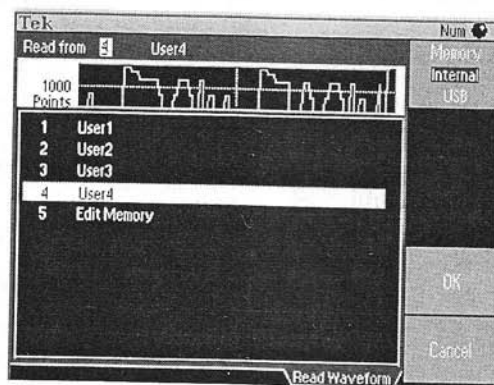 Tek
Num
Read from 4 User4
Memory
Internal
USB
1000
Points
1 User1
2 User2
3 User3
4 User4
5 Edit Memory
OK
Cancel
Read Waveform